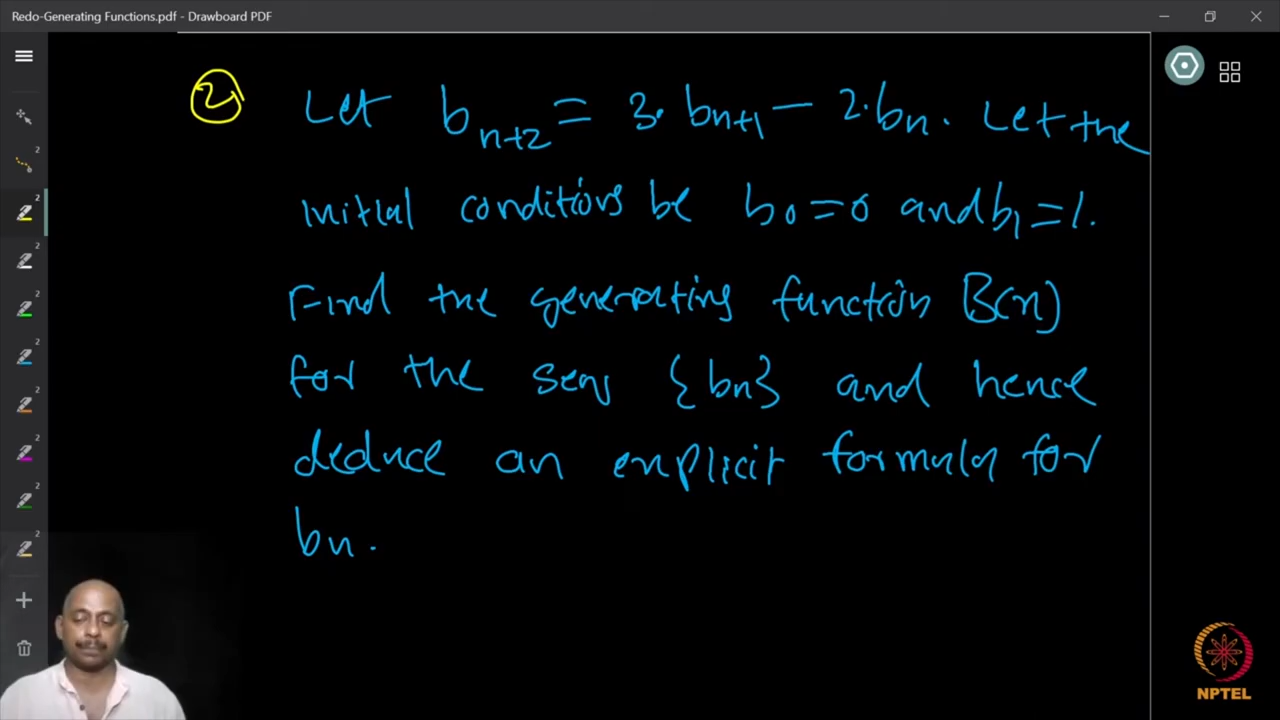 Redo-Generating Functions.pdf - Drawboard PDF
2 Let b_{n+2} = 3. b_{n+1} - 2. b_n. Let the
initial conditions be b_0 = 0 and b_1 = 1.
Find the generating function B(x)
for the seq {b_n} and hence
deduce an explicit formula for
b_n.
NPTEL